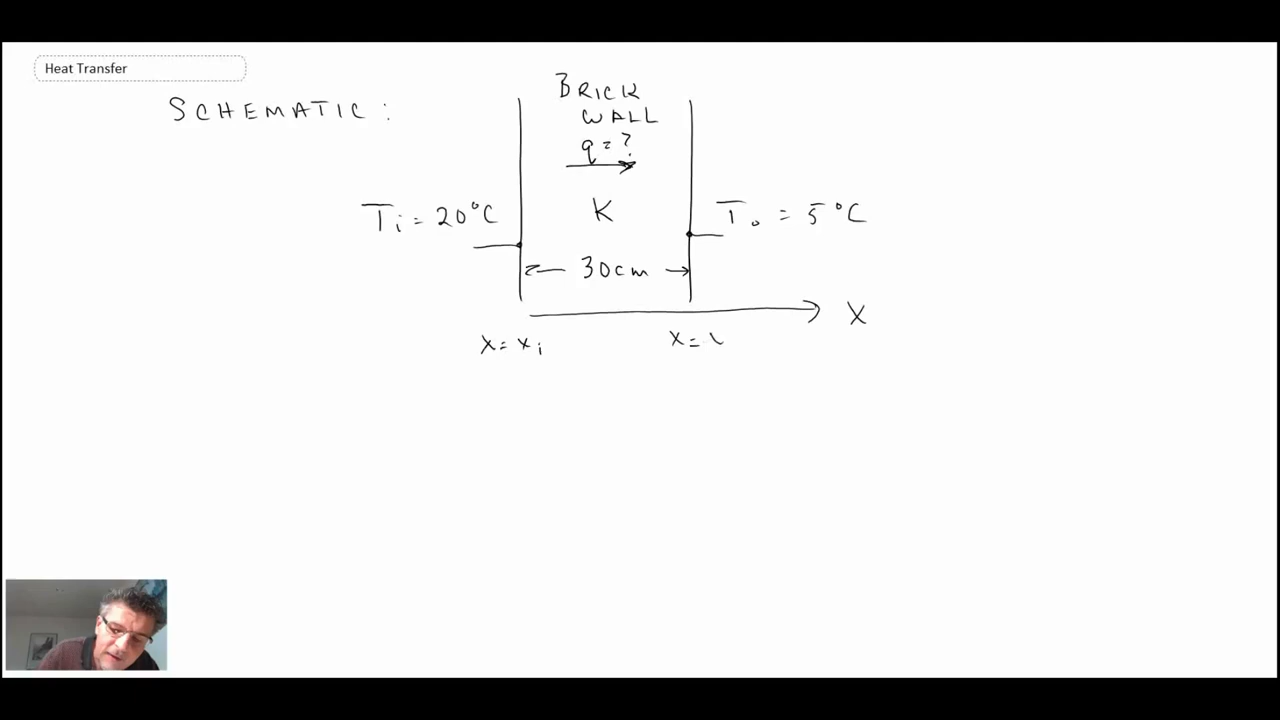 Heat Transfer
SCHEMATIC:
BRICK
WALL
q = ?
Ti = 20°C
K
To = 5°C
30cm
X
x = xi
x =